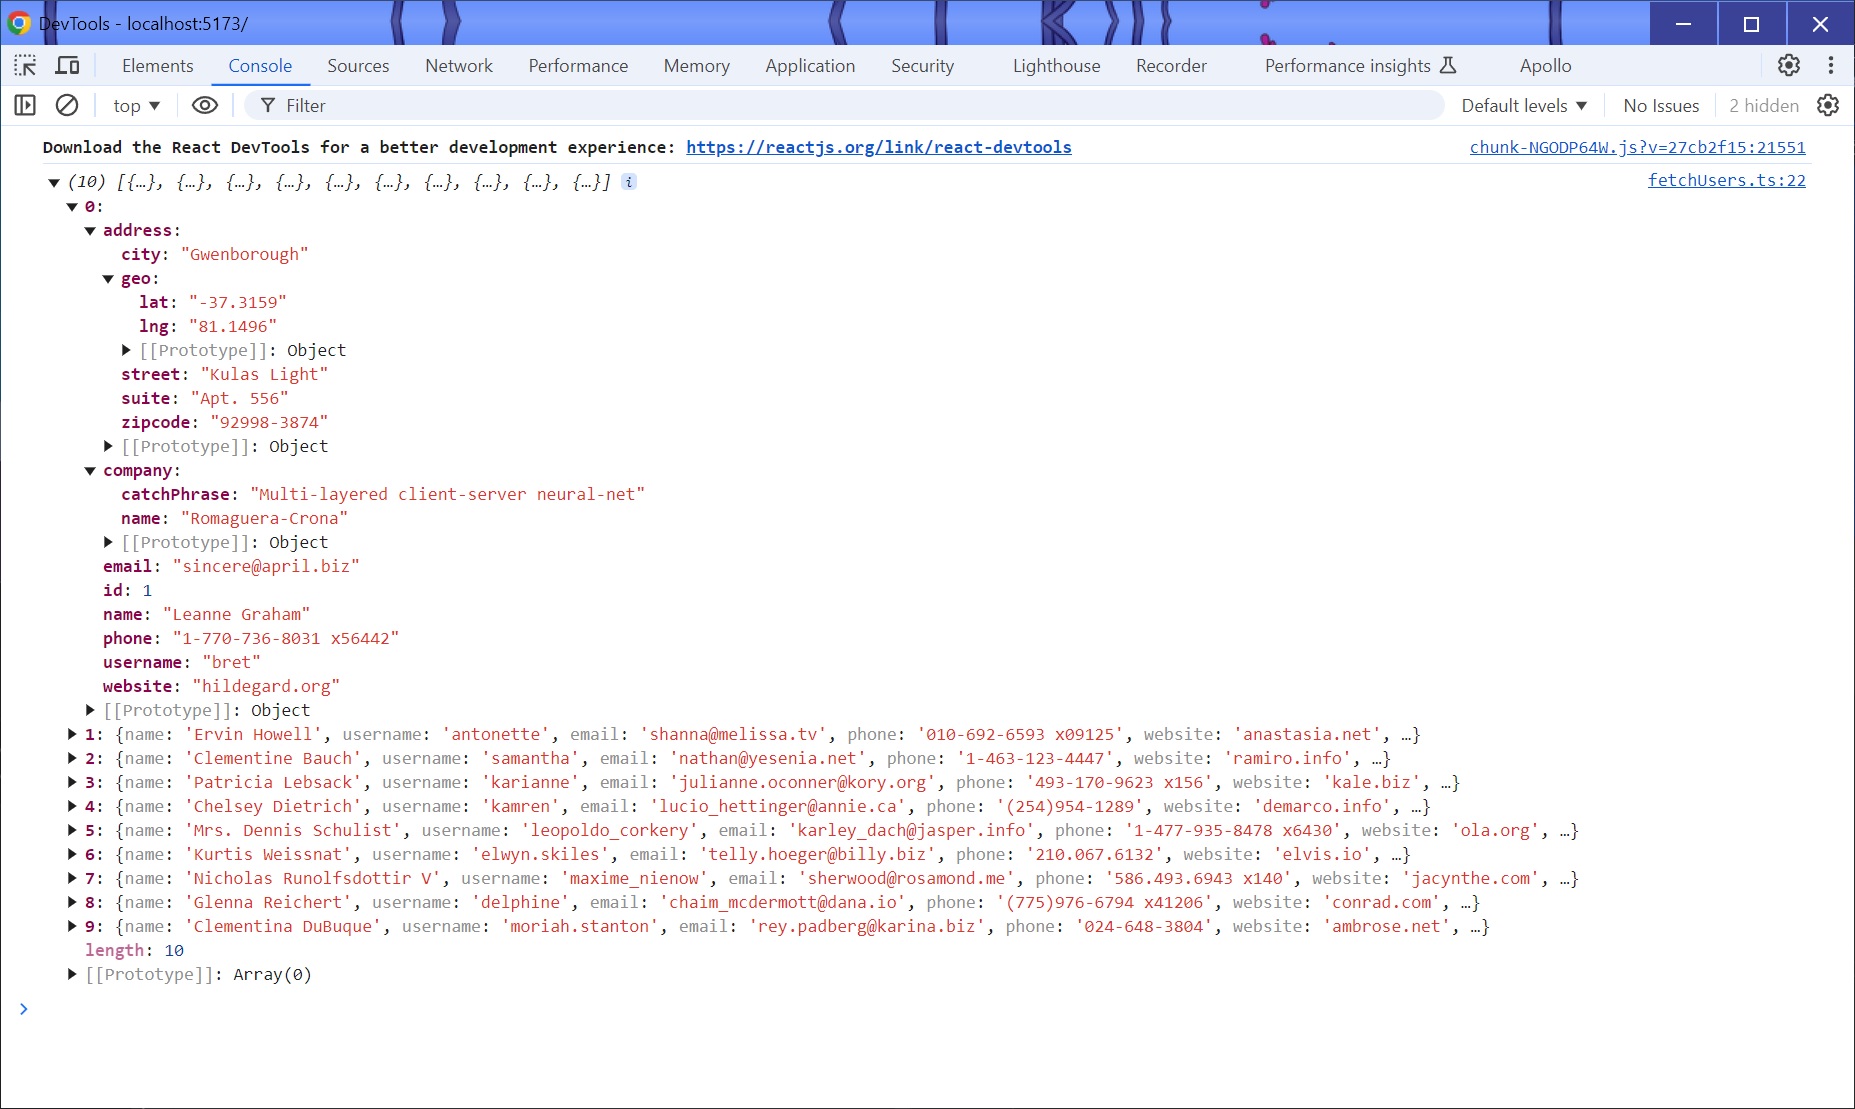 DevTools - localhost:5173/
Elements Console Sources Network Performance Memory Application Security Lighthouse Recorder Performance insights Apollo
top Filter Default levels No Issues 2 hidden
Download the React DevTools for a better development experience: https://reactjs.org/link/react-devtools chunk-NGODP64W.js?v=27cb2f15:21551
(10) [{…}, {…}, {…}, {…}, {…}, {…}, {…}, {…}, {…}, {…}] i fetchUsers.ts:22
0:
address:
city: "Gwenborough"
geo:
lat: "-37.3159"
lng: "81.1496"
[[Prototype]]: Object
street: "Kulas Light"
suite: "Apt. 556"
zipcode: "92998-3874"
[[Prototype]]: Object
company:
catchPhrase: "Multi-layered client-server neural-net"
name: "Romaguera-Crona"
[[Prototype]]: Object
email: "sincere@april.biz"
id: 1
name: "Leanne Graham"
phone: "1-770-736-8031 x56442"
username: "bret"
website: "hildegard.org"
[[Prototype]]: Object
1: {name: 'Ervin Howell', username: 'antonette', email: 'shanna@melissa.tv', phone: '010-692-6593 x09125', website: 'anastasia.net', …}
2: {name: 'Clementine Bauch', username: 'samantha', email: 'nathan@yesenia.net', phone: '1-463-123-4447', website: 'ramiro.info', …}
3: {name: 'Patricia Lebsack', username: 'karianne', email: 'julianne.oconner@kory.org', phone: '493-170-9623 x156', website: 'kale.biz', …}
4: {name: 'Chelsey Dietrich', username: 'kamren', email: 'lucio_hettinger@annie.ca', phone: '(254)954-1289', website: 'demarco.info', …}
5: {name: 'Mrs. Dennis Schulist', username: 'leopoldo_corkery', email: 'karley_dach@jasper.info', phone: '1-477-935-8478 x6430', website: 'ola.org', …}
6: {name: 'Kurtis Weissnat', username: 'elwyn.skiles', email: 'telly.hoeger@billy.biz', phone: '210.067.6132', website: 'elvis.io', …}
7: {name: 'Nicholas Runolfsdottir V', username: 'maxime_nienow', email: 'sherwood@rosamond.me', phone: '586.493.6943 x140', website: 'jacynthe.com', …}
8: {name: 'Glenna Reichert', username: 'delphine', email: 'chaim_mcdermott@dana.io', phone: '(775)976-6794 x41206', website: 'conrad.com', …}
9: {name: 'Clementina DuBuque', username: 'moriah.stanton', email: 'rey.padberg@karina.biz', phone: '024-648-3804', website: 'ambrose.net', …}
length: 10
[[Prototype]]: Array(0)